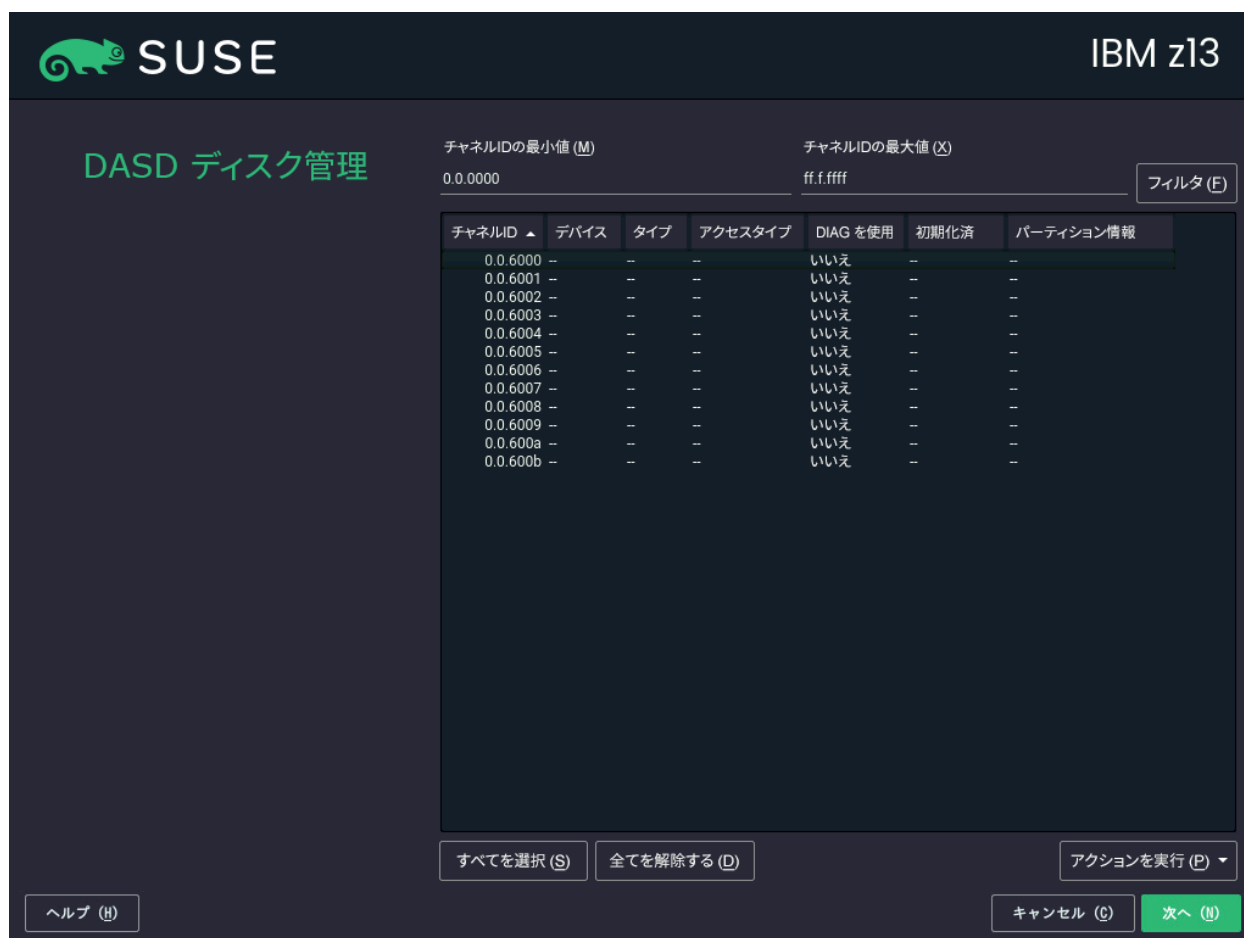 SUSE
IBM z13
DASD ディスク管理
チャネルIDの最小値 (M) チャネルIDの最大値 (X)
0.0.0000 ff.f.ffff フィルタ (F)
チャネルID デバイス タイプ アクセスタイプ DIAG を使用 初期化済 パーティション情報
0.0.6000 -- -- -- いいえ -- --
0.0.6001 -- -- -- いいえ -- --
0.0.6002 -- -- -- いいえ -- --
0.0.6003 -- -- -- いいえ -- --
0.0.6004 -- -- -- いいえ -- --
0.0.6005 -- -- -- いいえ -- --
0.0.6006 -- -- -- いいえ -- --
0.0.6007 -- -- -- いいえ -- --
0.0.6008 -- -- -- いいえ -- --
0.0.6009 -- -- -- いいえ -- --
0.0.600a -- -- -- いいえ -- --
0.0.600b -- -- -- いいえ -- --
すべてを選択 (S) 全てを解除する (D) アクションを実行 (P)
ヘルプ (H) キャンセル (C) 次へ (N)